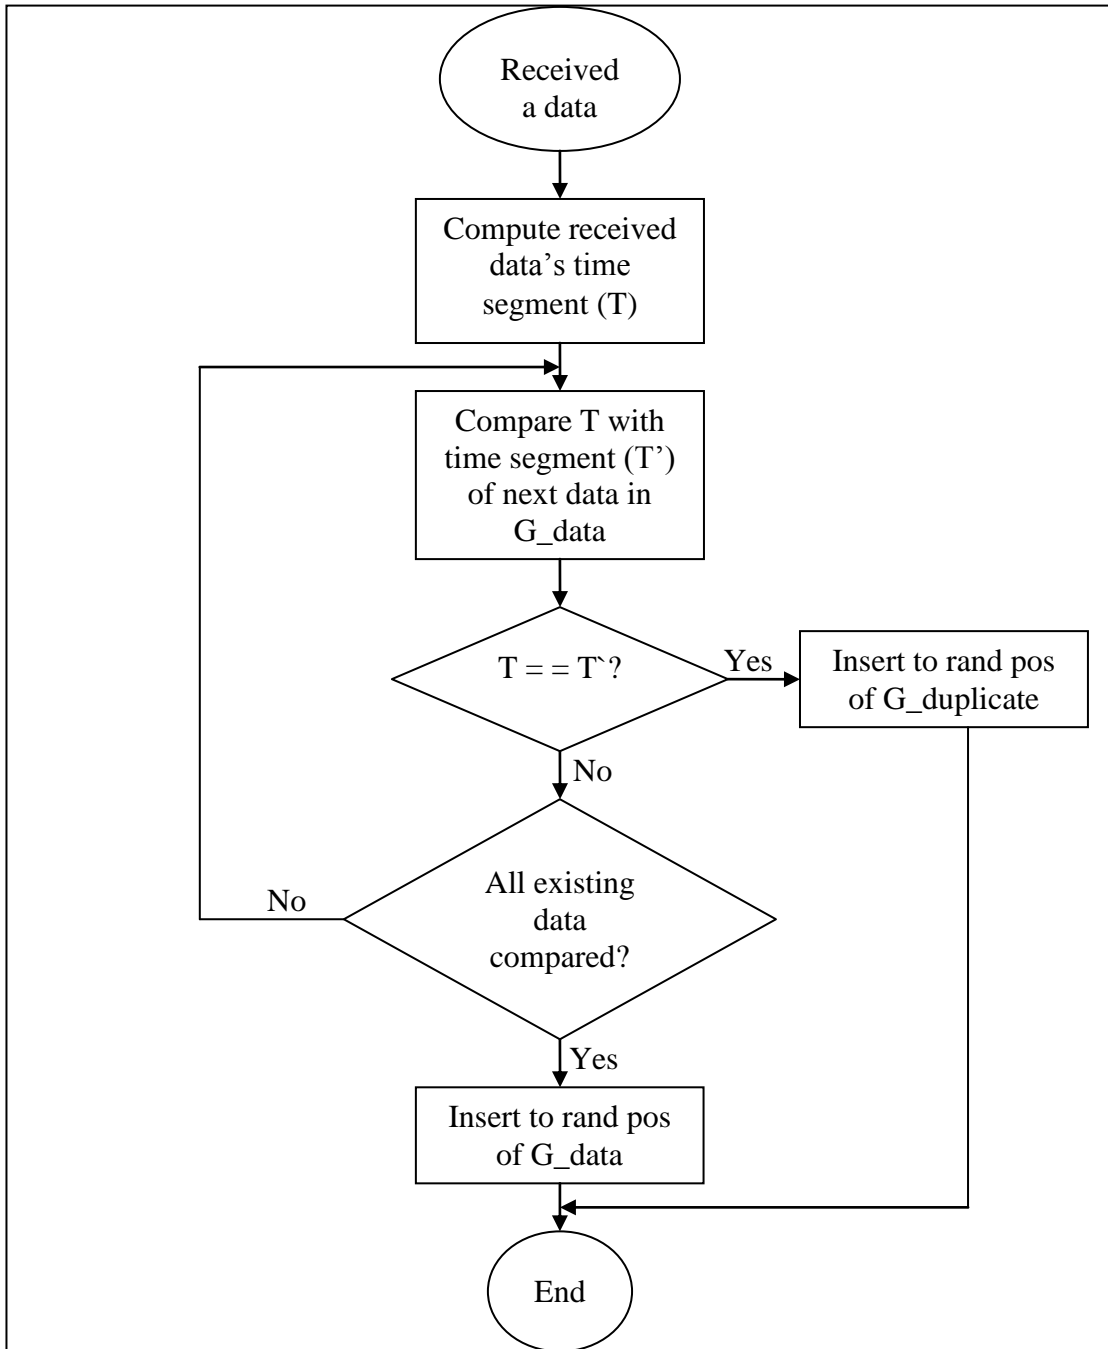 Received
a data
Compute received
data’s time
segment (T)
Compare T with
time segment (T’)
of next data in
G_data
T = = T`?
Yes
Insert to rand pos
of G_duplicate
No
All existing
data
compared?
No
Yes
Insert to rand pos
of G_data
End